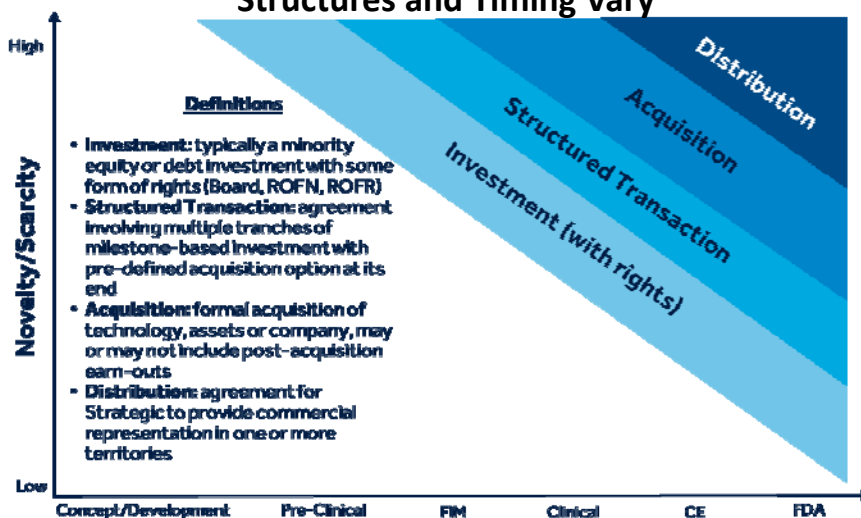 Structures and Timing Vary
High
Novelty/Scarcity
Low
Definitions
• Investment: typically a minority
equity or debt investment with some
form of rights (Board, ROFN, ROFR)
• Structured Transaction: agreement
involving multiple tranches of
milestone-based investment with
pre-defined acquisition option at its
end
• Acquisition: formal acquisition of
technology, assets or company, may
or may not include post-acquisition
earn-outs
• Distribution: agreement for
Strategic to provide commercial
representation in one or more
territories
Investment (with rights)
Structured Transaction
Acquisition
Distribution
Concept/Development
Pre-Clinical
FIM
Clinical
CE
FDA